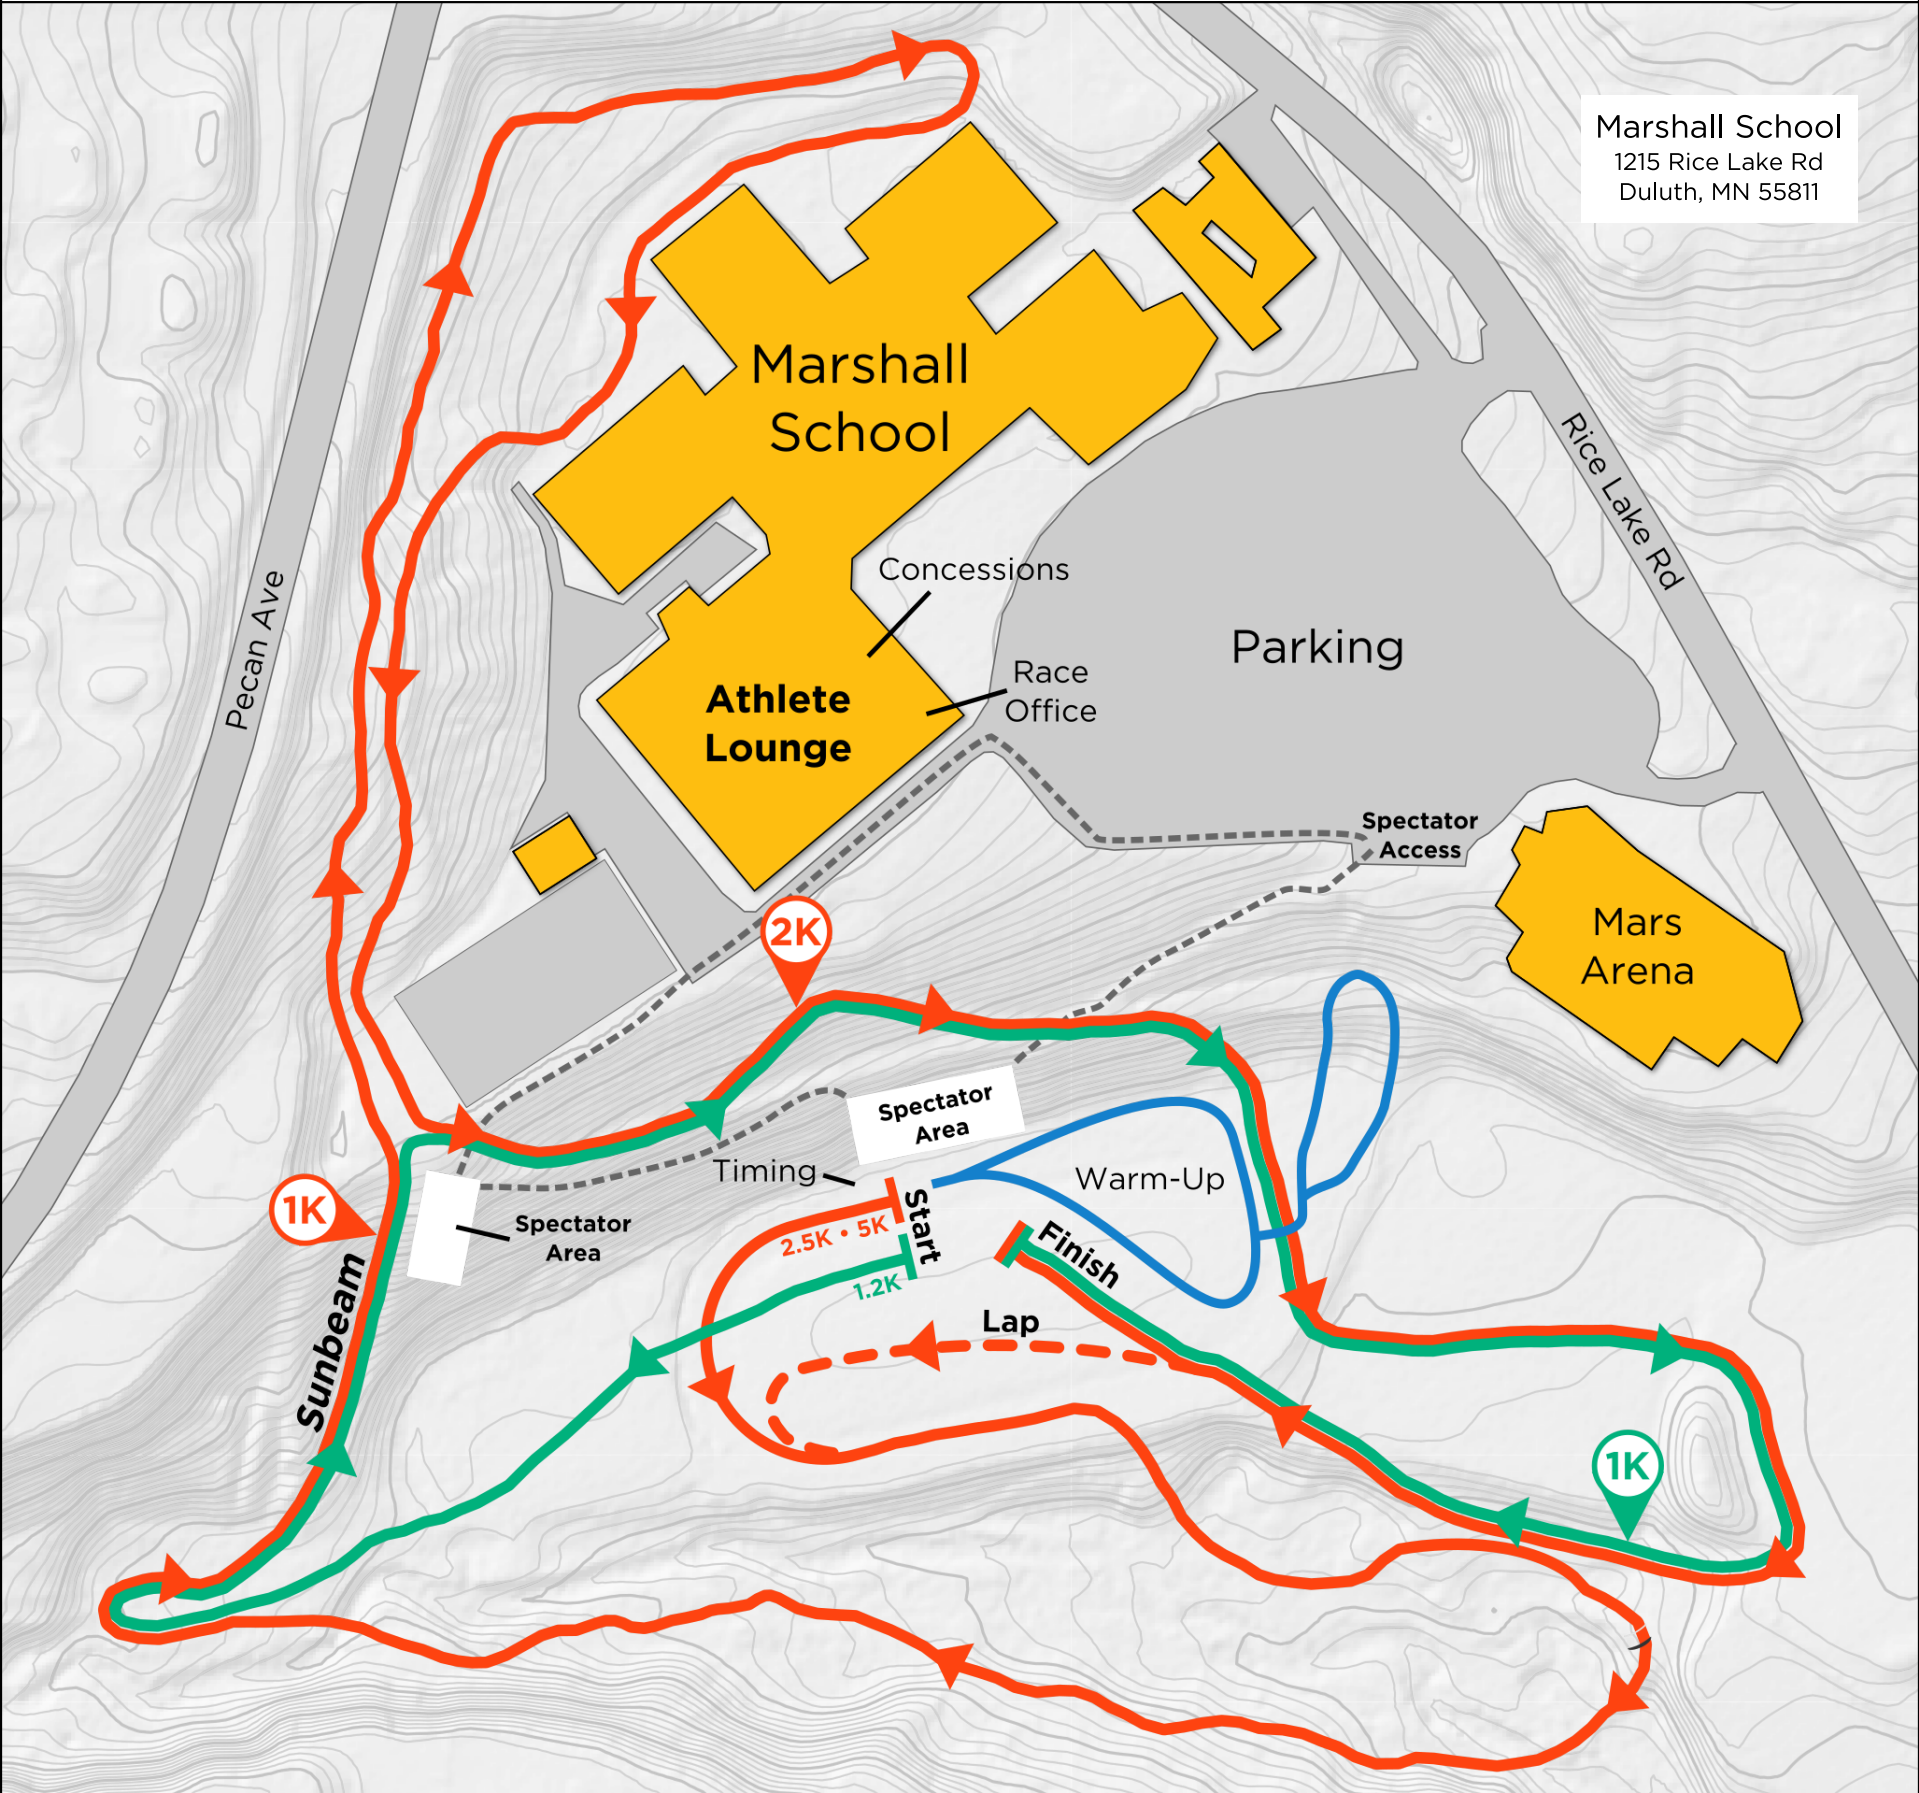 Marshall School
1215 Rice Lake Rd
Duluth, MN 55811
Marshall
School
Rice Lake Rd
Pecan Ave
Concessions
Race
Office
Parking
Athlete
Lounge
Spectator
Access
Mars
Arena
2K
Spectator
Area
Timing
Warm-Up
Start
1K
Spectator
Area
2.5K • 5K
1.2K
Finish
Sunbeam
Lap
1K